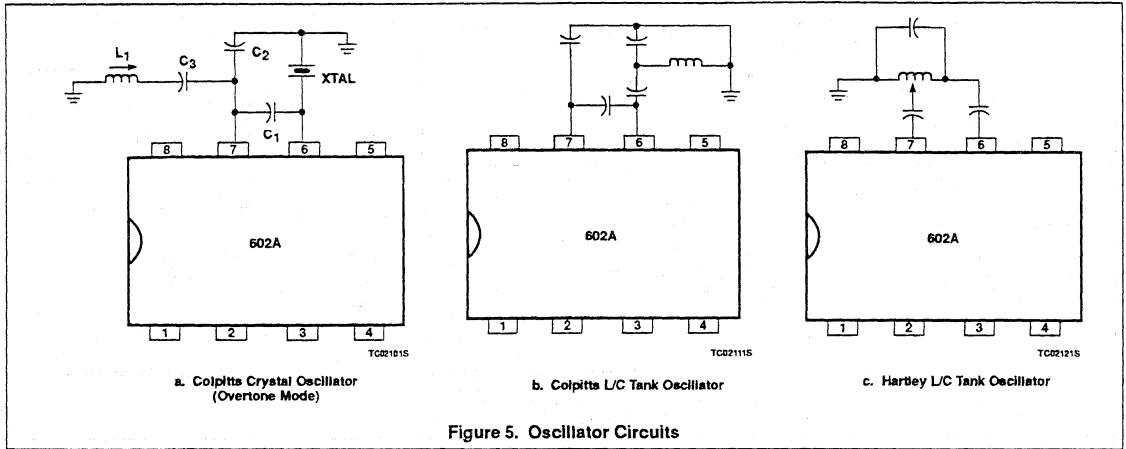 L1
C3
C2
XTAL
C1
8 7 6 5
602A
1 2 3 4
TC02101S
a. Colpitts Crystal Oscillator
(Overtone Mode)
8 7 6 5
602A
1 2 3 4
TC02111S
b. Colpitts L/C Tank Oscillator
8 7 6 5
602A
1 2 3 4
TC02121S
c. Hartley L/C Tank Oscillator
Figure 5. Oscillator Circuits